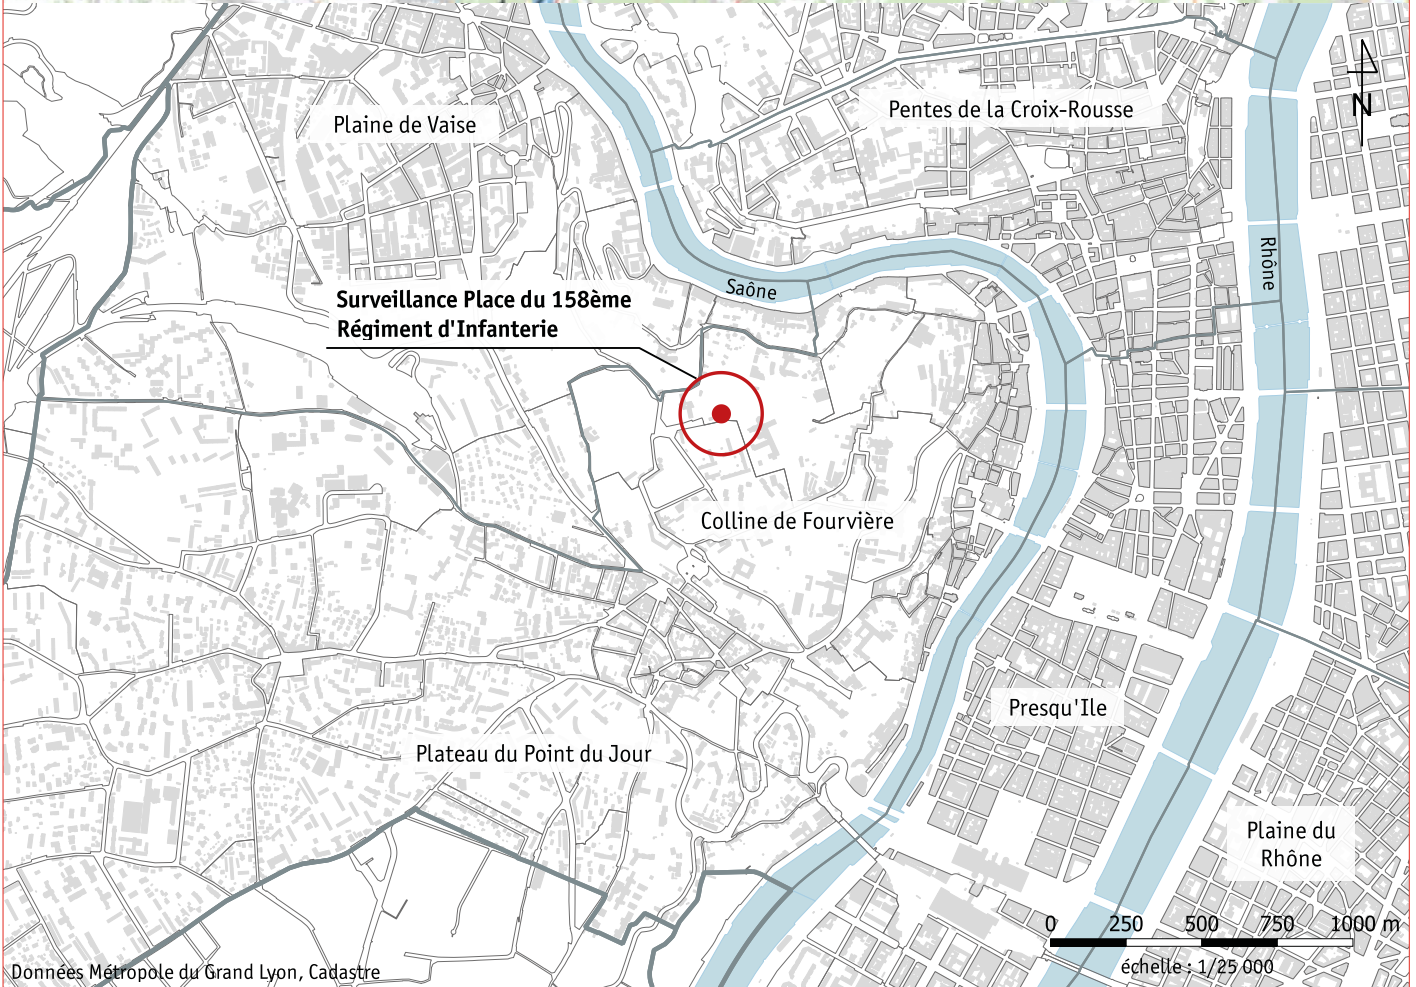 Pentes de la Croix-Rousse
Plaine de Vaise
N
Rhône
Saône
Surveillance Place du 158ème
Régiment d'Infanterie
Colline de Fourvière
Presqu'Ile
Plateau du Point du Jour
Plaine du
Rhône
0 250 500 750 1000 m
échelle : 1/25 000
Données Métropole du Grand Lyon, Cadastre